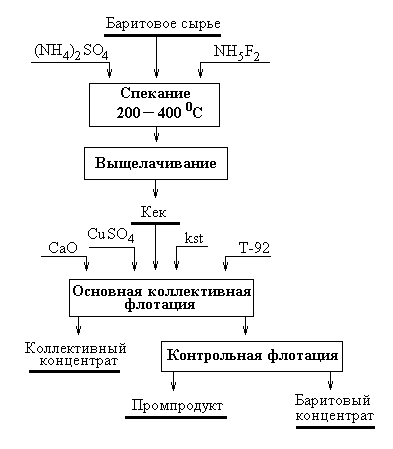 Баритовое сырье
(NH4)2SO4
NH5F2
Спекание
200—400 0C
Выщелачивание
Кек
CaO
CuSO4
kst
T-92
Основная коллективная
флотация
Коллективный
концентрат
Контрольная флотация
Промпродукт
Баритовый
концентрат